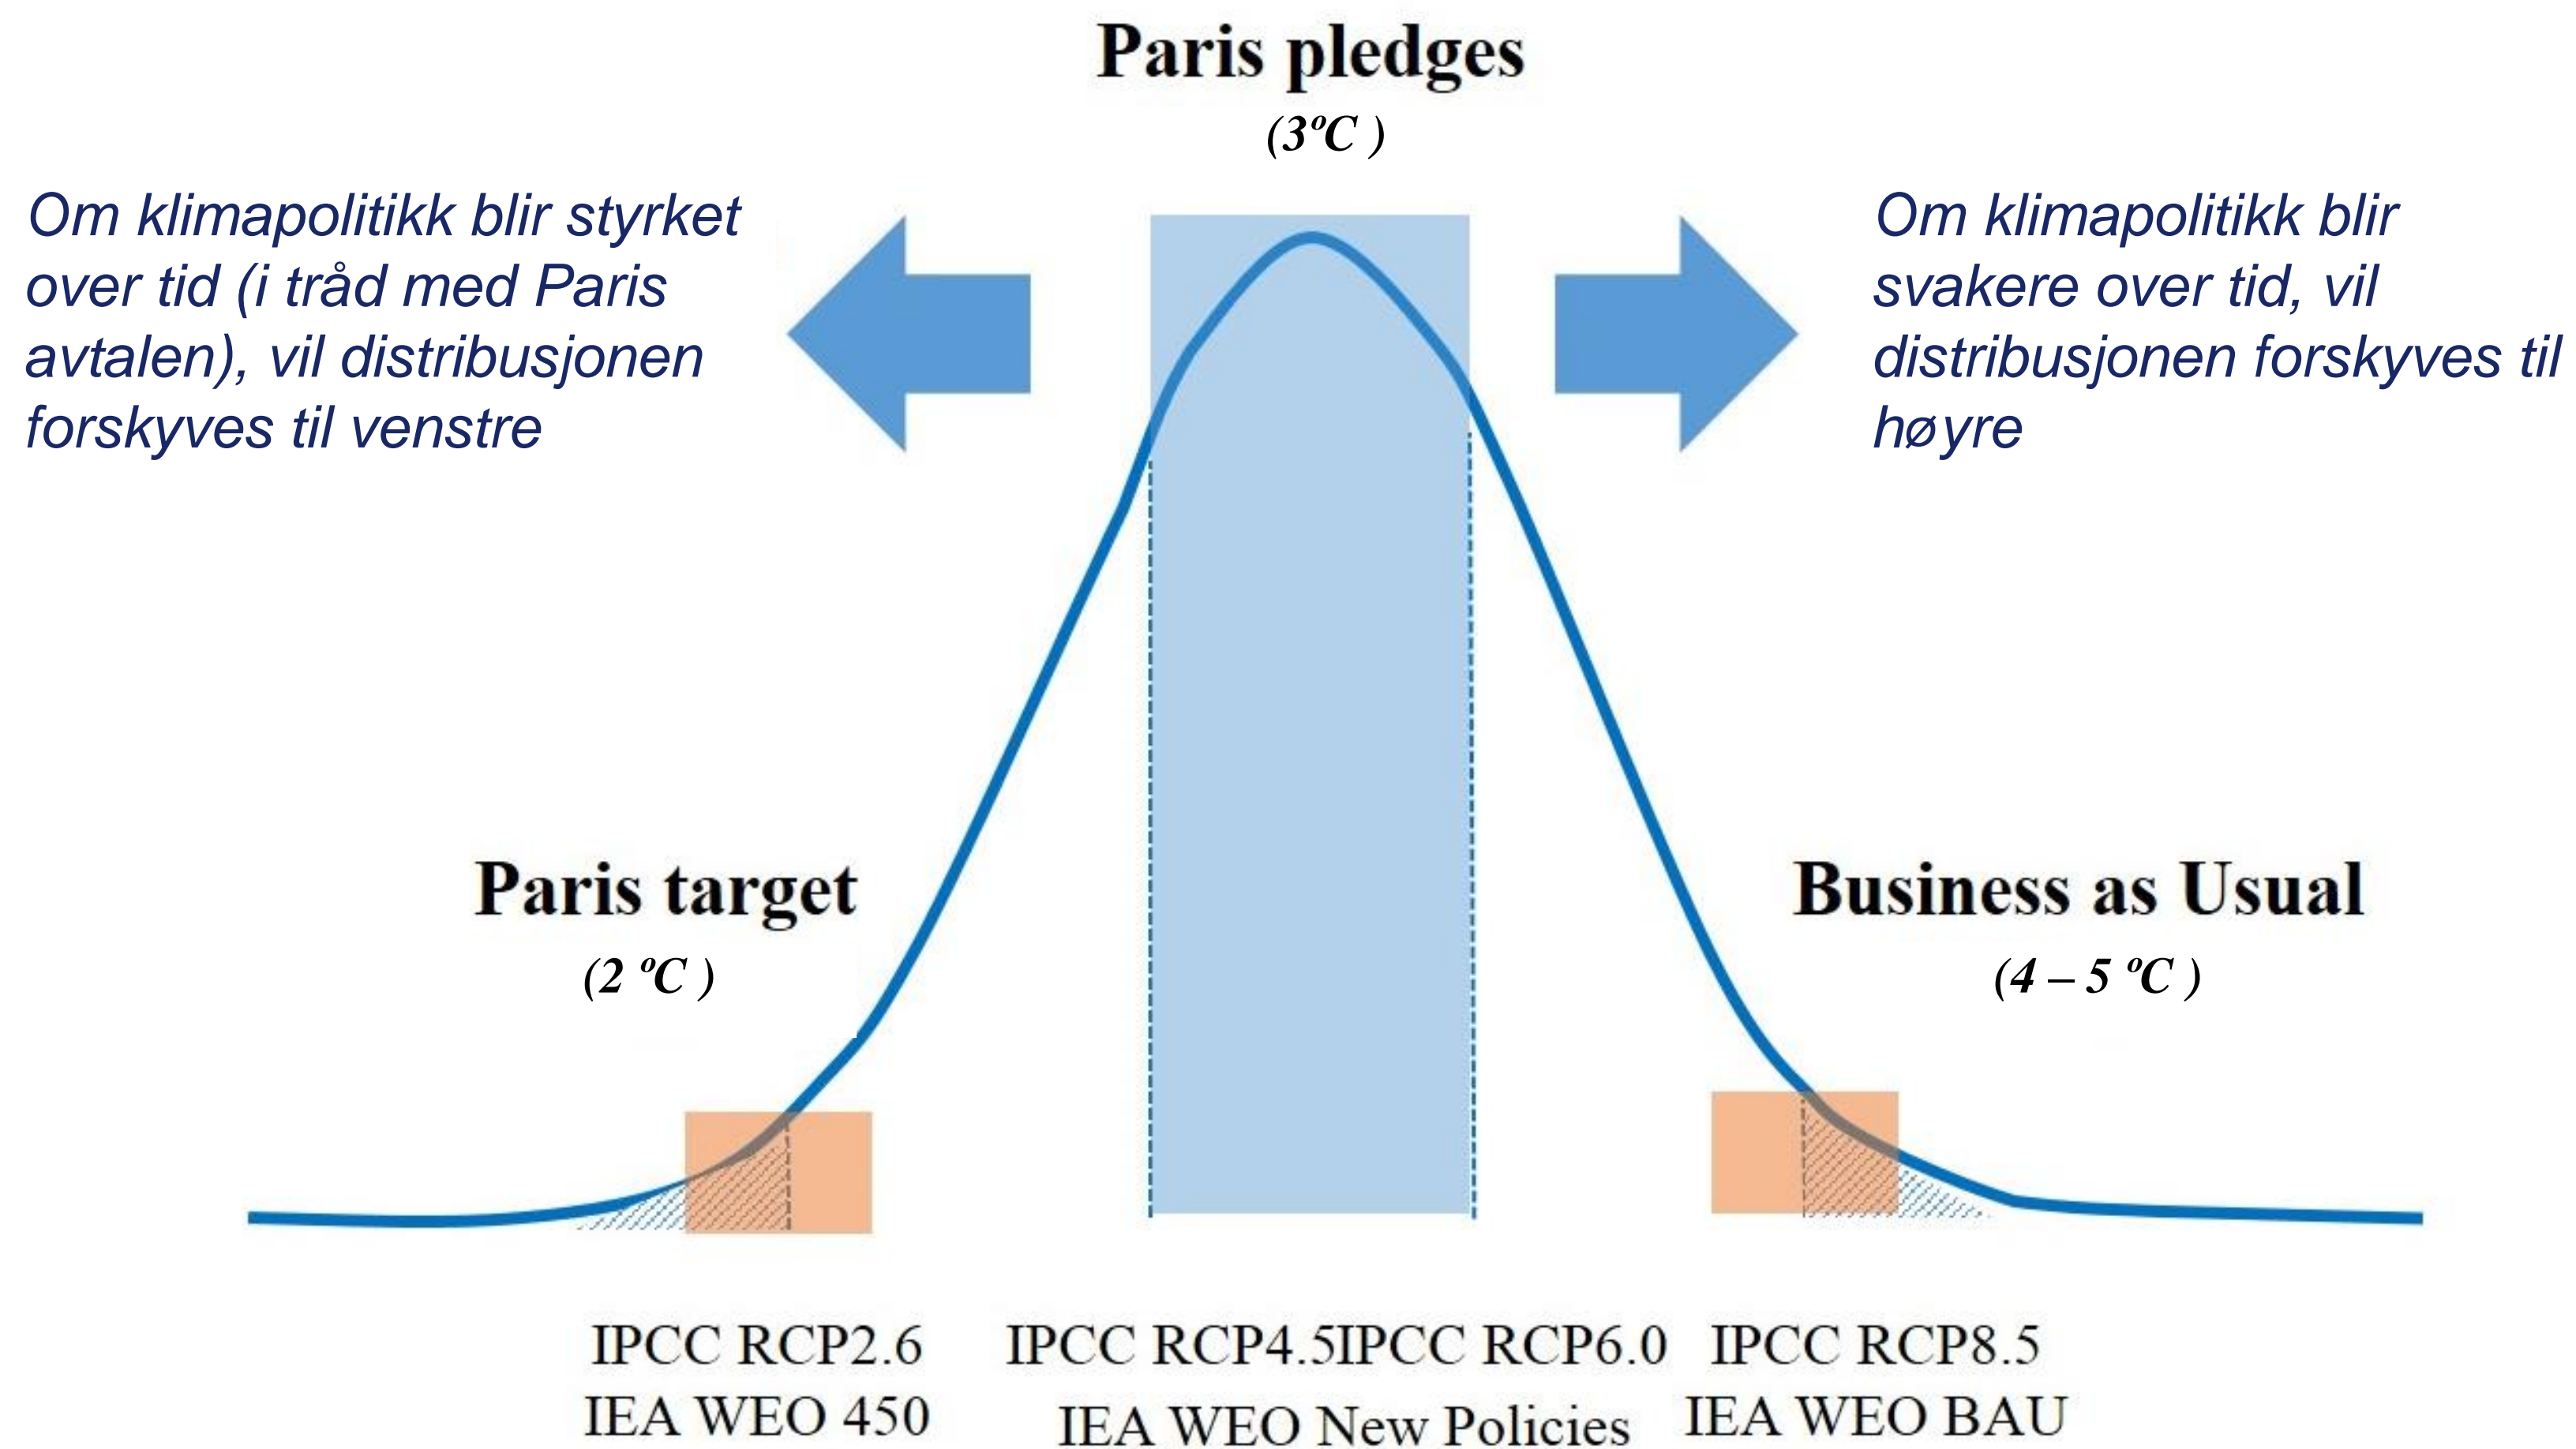 Paris pledges
(3ºC )
Om klimapolitikk blir styrket
over tid (i tråd med Paris
avtalen), vil distribusjonen
forskyves til venstre
Om klimapolitikk blir
svakere over tid, vil
distribusjonen forskyves til
høyre
Paris target
(2 ºC )
Business as Usual
(4 – 5 ºC )
IPCC RCP2.6
IEA WEO 450
IPCC RCP4.5IPCC RCP6.0
IEA WEO New Policies
IPCC RCP8.5
IEA WEO BAU